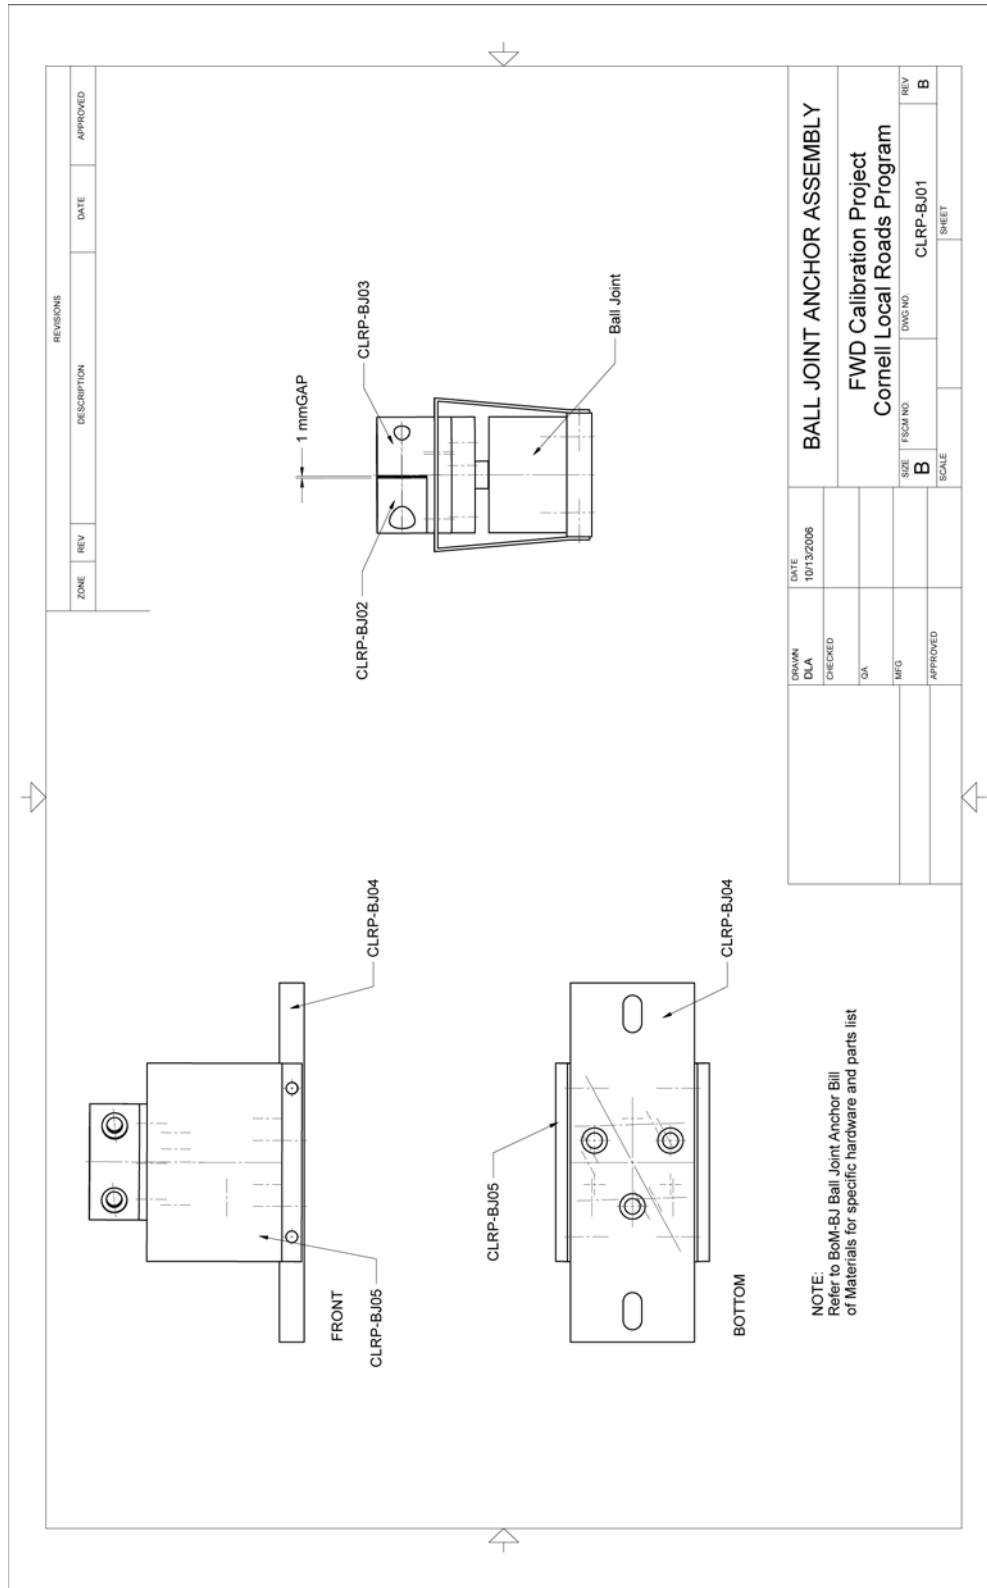 REVISIONS
ZONE REV DESCRIPTION DATE APPROVED
1 mmGAP
CLRP-BJ02
CLRP-BJ03
Ball Joint
CLRP-BJ04
FRONT
CLRP-BJ05
CLRP-BJ05
CLRP-BJ04
BOTTOM
NOTE:
Refer to BoM-BJ Ball Joint Anchor Bill
of Materials for specific hardware and parts list
DRAWN
DLA
DATE
10/13/2006
CHECKED
QA
MFG
APPROVED
BALL JOINT ANCHOR ASSEMBLY
FWD Calibration Project
Cornell Local Roads Program
SIZE
B
FSCM NO.
DWG NO.
CLRP-BJ01
REV
B
SCALE
SHEET